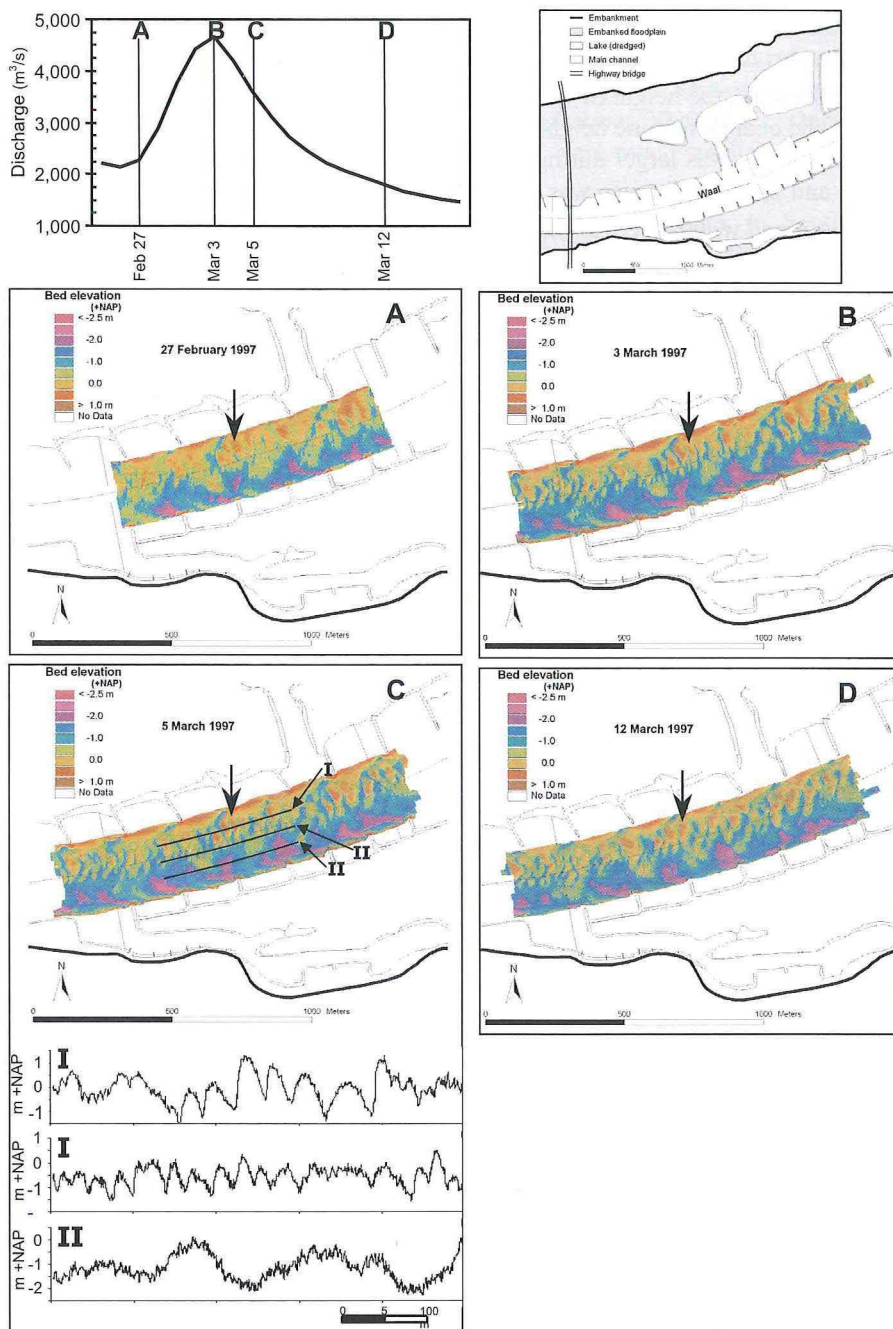 A B C D
5,000
4,000
3,000
2,000
1,000
Discharge (m³/s)
Feb 27
Mar 3
Mar 5
Mar 12
Embankment
Embanked floodplain
Lake (dredged)
Main channel
Highway bridge
Waal
0 500 1000 Meters
Bed elevation
(+NAP)
< -2.5 m
-2.0
-1.0
0.0
> 1.0 m
No Data
A
27 February 1997
N
0 500 1000 Meters
Bed elevation
(+NAP)
< -2.5 m
-2.0
-1.0
0.0
> 1.0 m
No Data
B
3 March 1997
N
0 500 1000 Meters
Bed elevation
(+NAP)
< -2.5 m
-2.0
-1.0
0.0
> 1.0 m
No Data
C
5 March 1997
I
II
II
N
0 500 1000 Meters
Bed elevation
(+NAP)
< -2.5 m
-2.0
-1.0
0.0
> 1.0 m
No Data
D
12 March 1997
N
0 500 1000 Meters
I
m +NAP
1
0
-1
I
m +NAP
1
0
-1
-
II
m +NAP
0
-1
-2
0 5 100
m